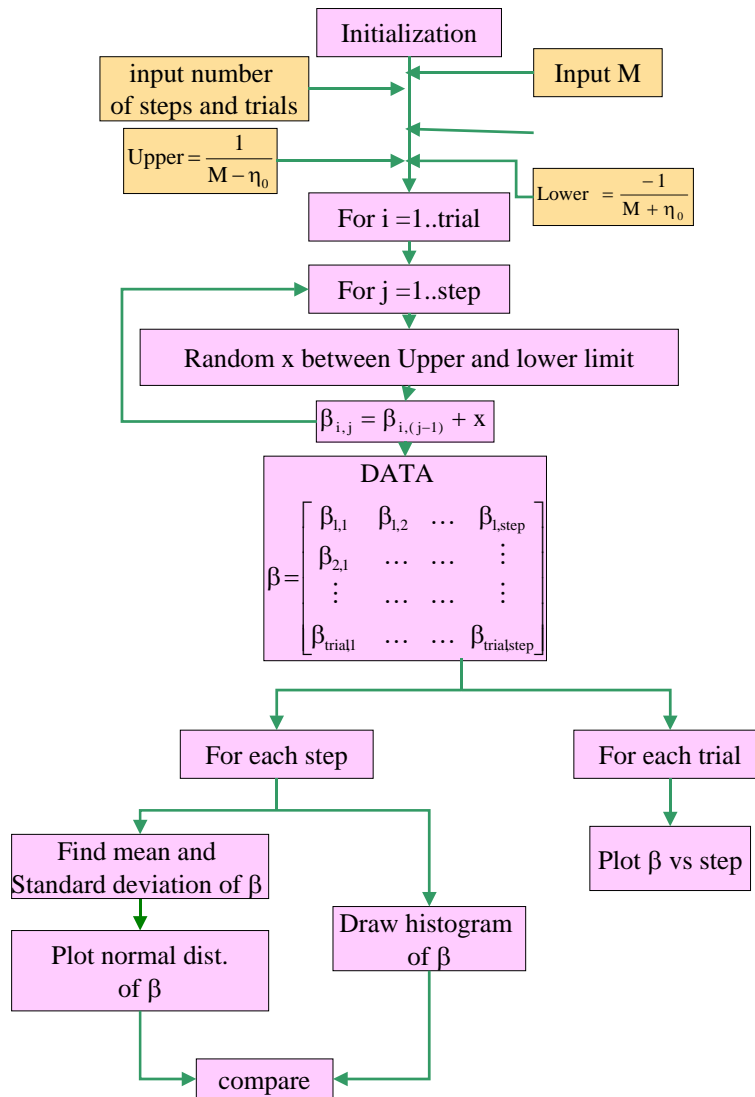 Initialization
input number
of steps and trials
Input M
Upper = 1 / (M − η₀)
Lower = −1 / (M + η₀)
For i =1..trial
For j =1..step
Random x between Upper and lower limit
β i,j = β i,(j−1) + x
DATA
β =
β1,1 β1,2 … β1,step
β2,1 … … ⋮
⋮ … … ⋮
βtrial,1 … … βtrial,step
For each step
For each trial
Find mean and
Standard deviation of β
Plot β vs step
Plot normal dist.
of β
Draw histogram
of β
compare